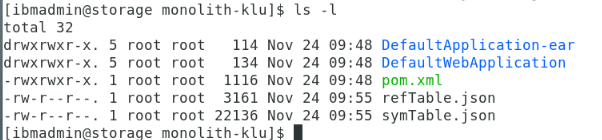 [ibmadmin@storage monolith-klu]$ ls -l
total 32
drwxrwxr-x. 5 root root   114 Nov 24 09:48 DefaultApplication-ear
drwxrwxr-x. 5 root root   134 Nov 24 09:48 DefaultWebApplication
-rwxrwxr-x. 1 root root  1116 Nov 24 09:48 pom.xml
-rw-r--r--. 1 root root  3161 Nov 24 09:55 refTable.json
-rw-r--r--. 1 root root 22136 Nov 24 09:55 symTable.json
[ibmadmin@storage monolith-klu]$